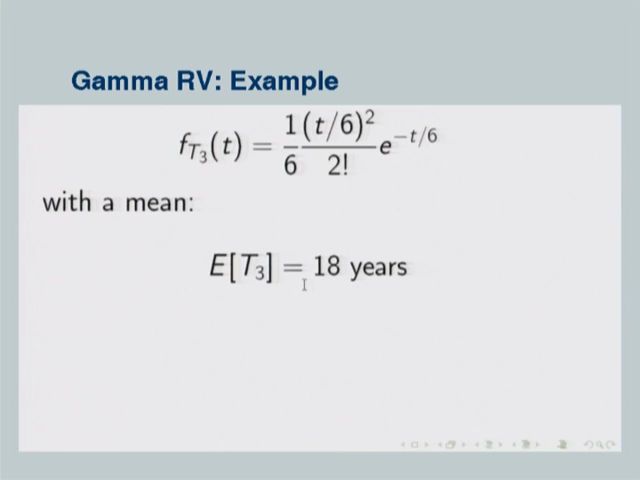 Gamma RV: Example
f_{T_3}(t) = \frac{1}{6} \frac{(t/6)^2}{2!} e^{-t/6}
with a mean:
E[T_3] = 18 years